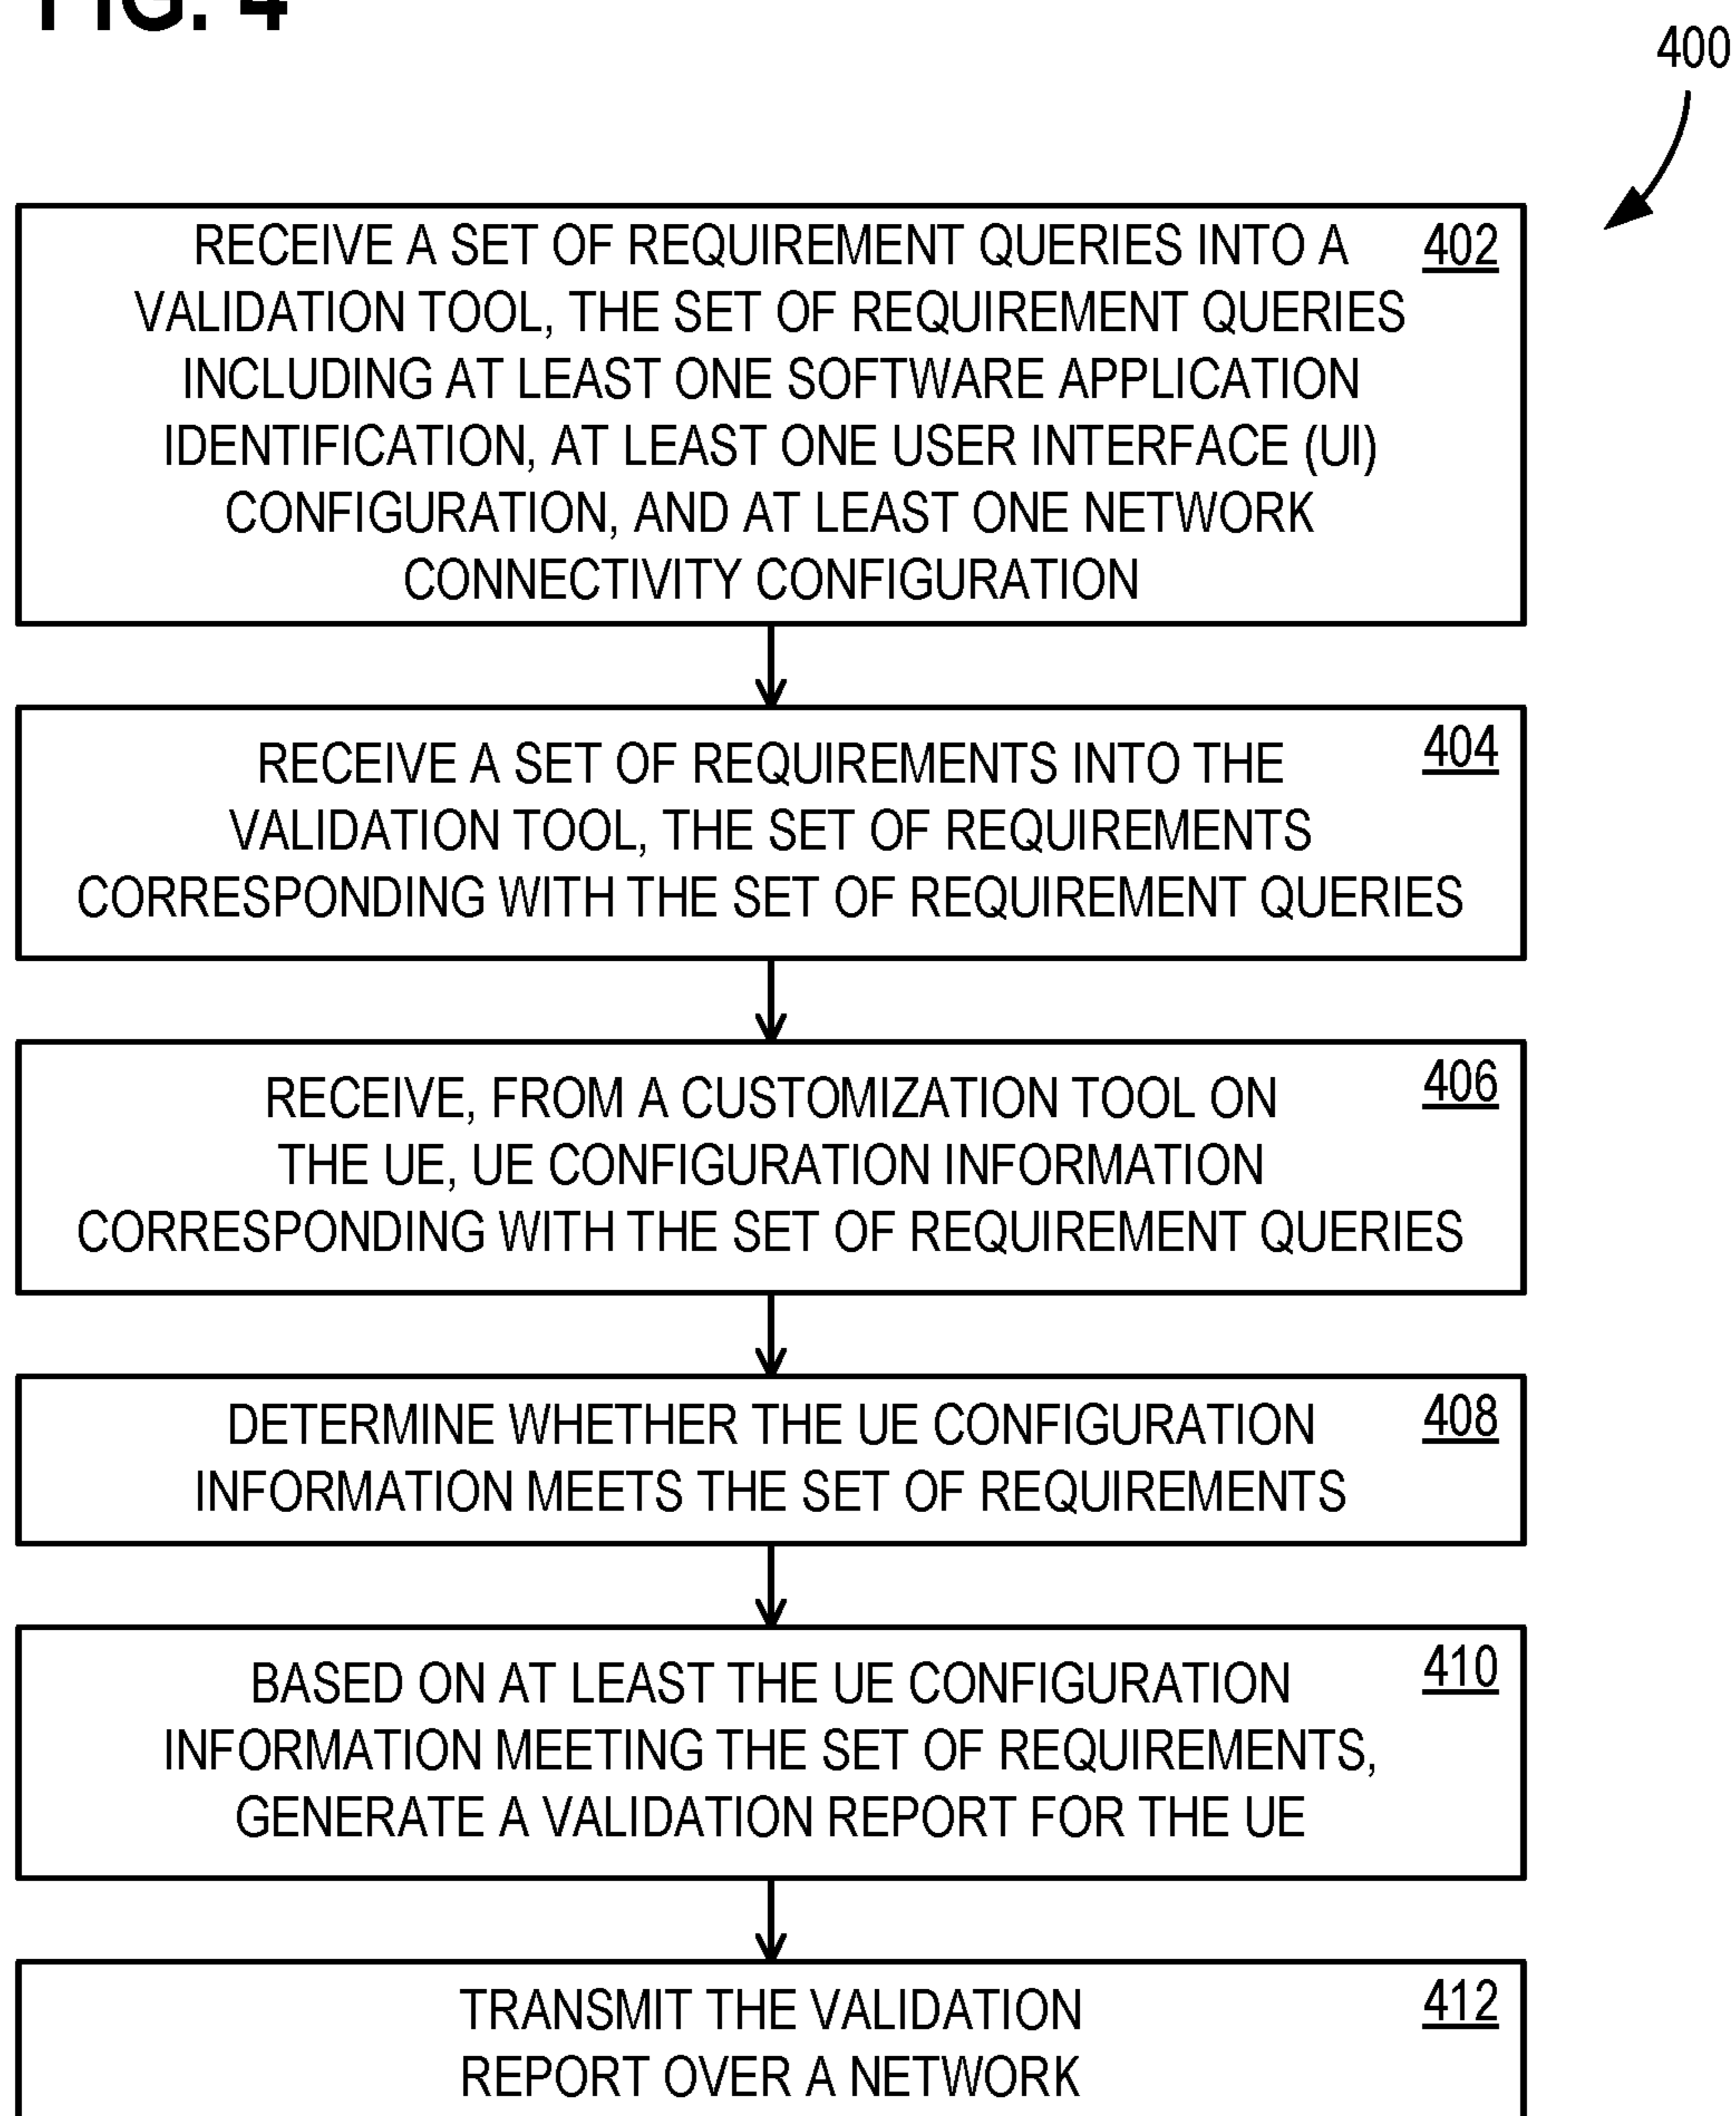 FIG. 4
400
RECEIVE A SET OF REQUIREMENT QUERIES INTO A 402
VALIDATION TOOL, THE SET OF REQUIREMENT QUERIES
INCLUDING AT LEAST ONE SOFTWARE APPLICATION
IDENTIFICATION, AT LEAST ONE USER INTERFACE (UI)
CONFIGURATION, AND AT LEAST ONE NETWORK
CONNECTIVITY CONFIGURATION
RECEIVE A SET OF REQUIREMENTS INTO THE 404
VALIDATION TOOL, THE SET OF REQUIREMENTS
CORRESPONDING WITH THE SET OF REQUIREMENT QUERIES
RECEIVE, FROM A CUSTOMIZATION TOOL ON 406
THE UE, UE CONFIGURATION INFORMATION
CORRESPONDING WITH THE SET OF REQUIREMENT QUERIES
DETERMINE WHETHER THE UE CONFIGURATION 408
INFORMATION MEETS THE SET OF REQUIREMENTS
BASED ON AT LEAST THE UE CONFIGURATION 410
INFORMATION MEETING THE SET OF REQUIREMENTS,
GENERATE A VALIDATION REPORT FOR THE UE
TRANSMIT THE VALIDATION 412
REPORT OVER A NETWORK